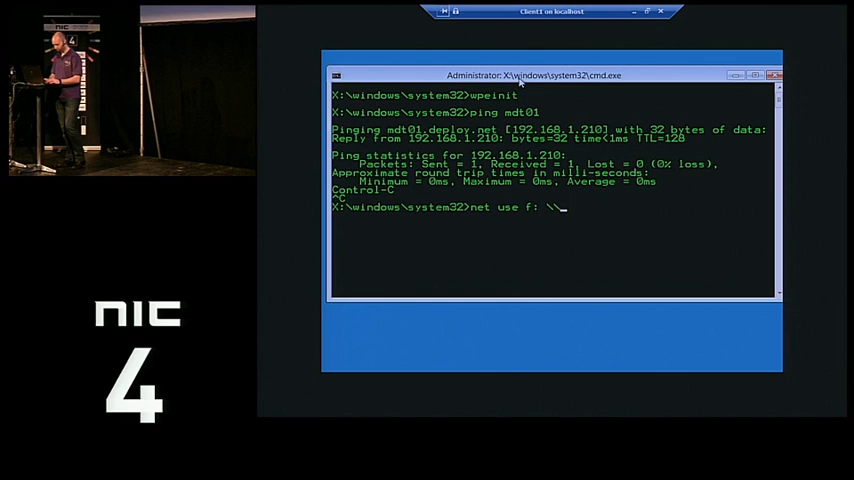 Client1 on localhost
nic
4
Administrator: X:\windows\system32\cmd.exe
X:\windows\system32>wpeinit
X:\windows\system32>ping mdt01
Pinging mdt01.deploy.net [192.168.1.210] with 32 bytes of data:
Reply from 192.168.1.210: bytes=32 time<1ms TTL=128
Ping statistics for 192.168.1.210:
Packets: Sent = 1, Received = 1, Lost = 0 (0% loss),
Approximate round trip times in milli-seconds:
Minimum = 0ms, Maximum = 0ms, Average = 0ms
Control-C
^C
X:\windows\system32>net use f: \\_
nic
4